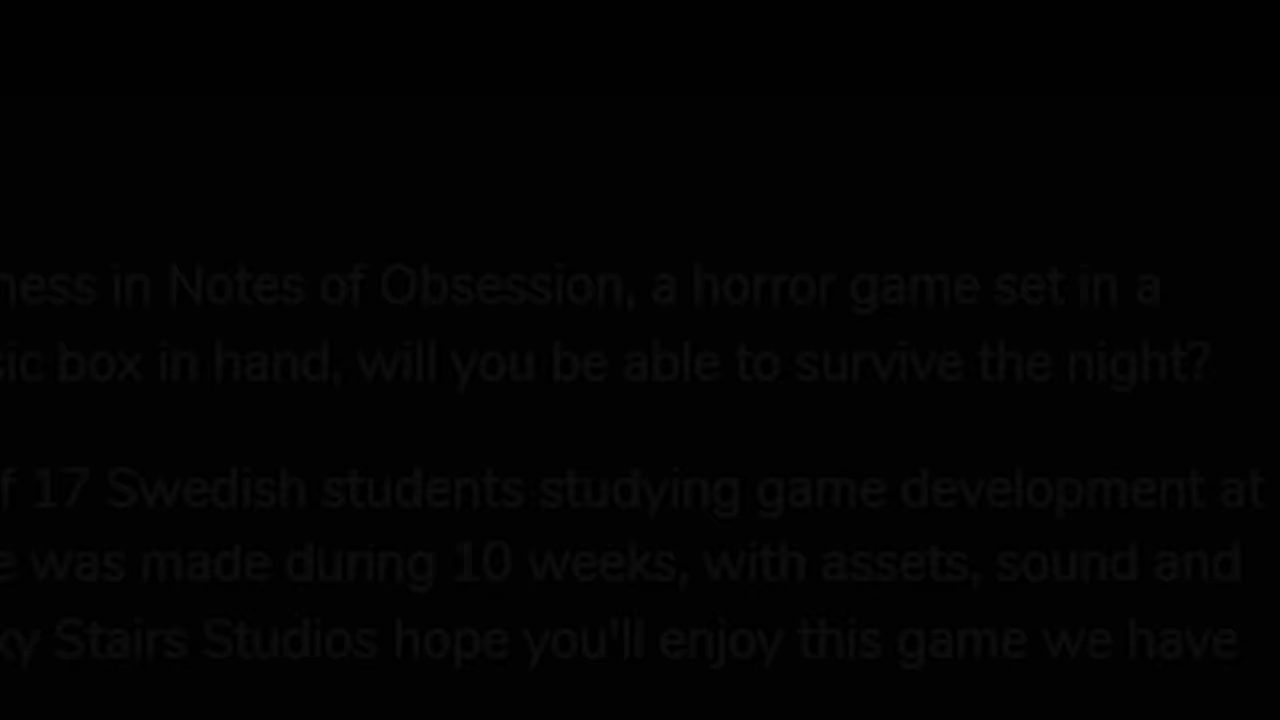 ness in Notes of Obsession, a horror game set in a
sic box in hand, will you be able to survive the night?
f 17 Swedish students studying game development at
e was made during 10 weeks, with assets, sound and
xy Stairs Studios hope you'll enjoy this game we have